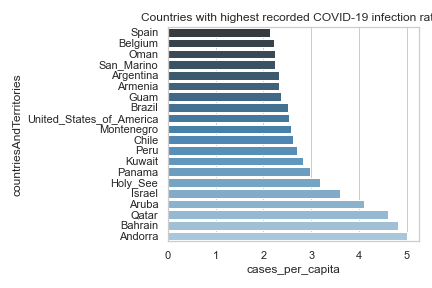 Countries with highest recorded COVID-19 infection rat
Spain
Belgium
Oman
San_Marino
Argentina
Armenia
Guam
Brazil
United_States_of_America
Montenegro
Chile
Peru
Kuwait
Panama
Holy_See
Israel
Aruba
Qatar
Bahrain
Andorra
countriesAndTerritories
0 1 2 3 4 5
cases_per_capita